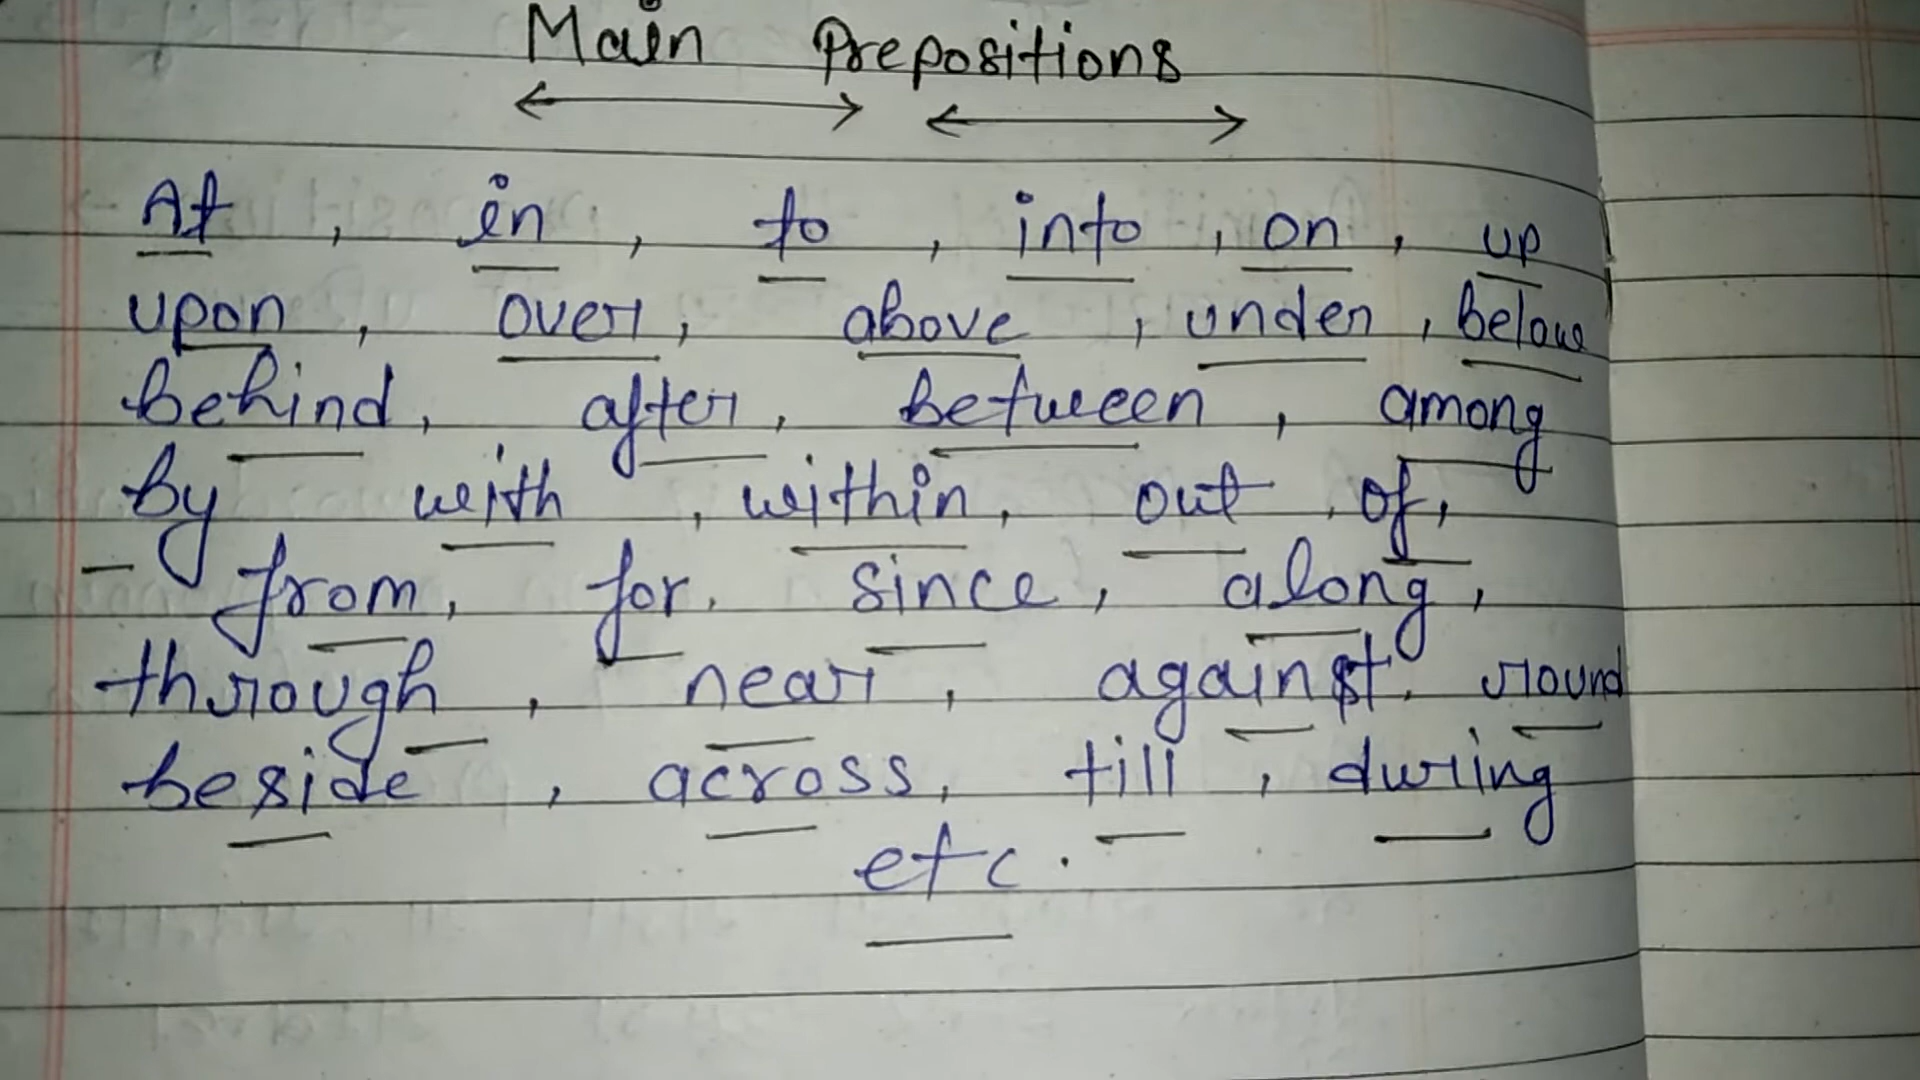 Main Prepositions
At, in, to, into, on, up
upon, over, above, under, below
behind, after, between, among
by with, within, out, of,
from, for, since, along,
through, near, against, round
beside, across, till, during
etc.